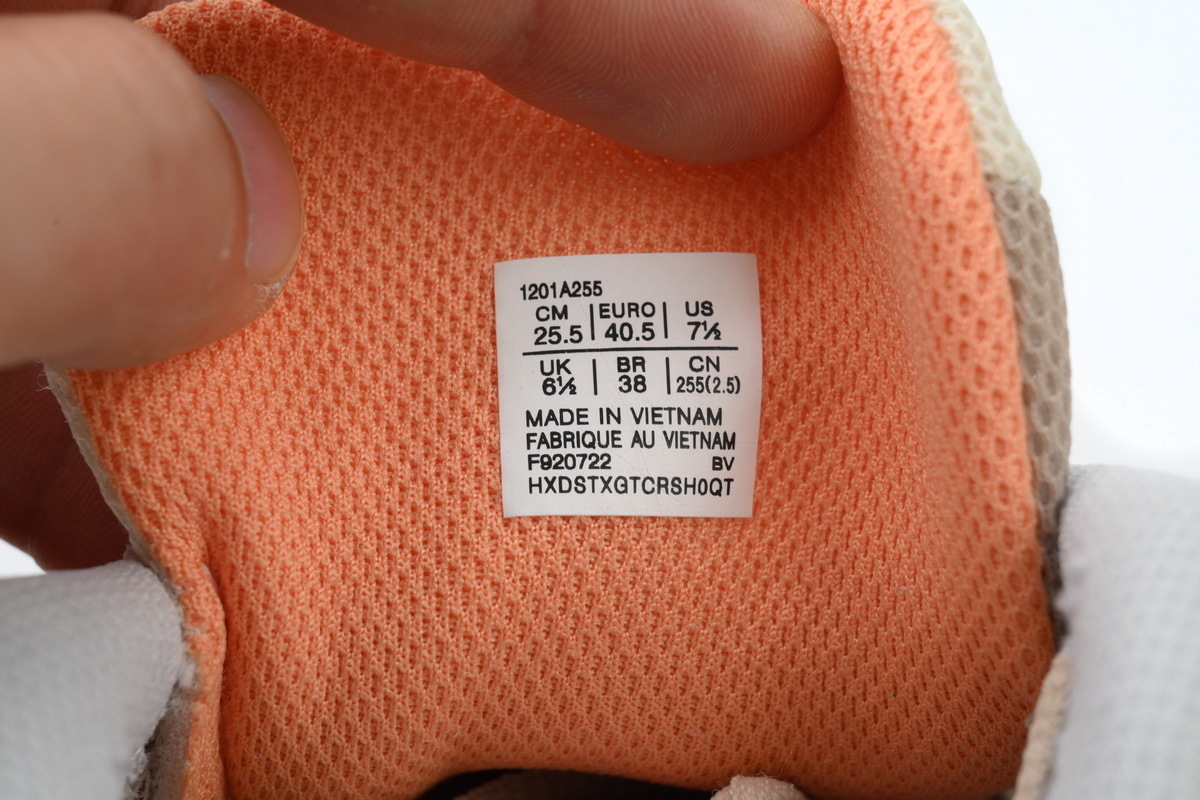 1201A255
CM | EURO | US
25.5 | 40.5 | 7½
UK | BR | CN
6½ | 38 | 255(2.5)
MADE IN VIETNAM
FABRIQUE AU VIETNAM
F920722 BV
HXDSTXGTCRSH0QT